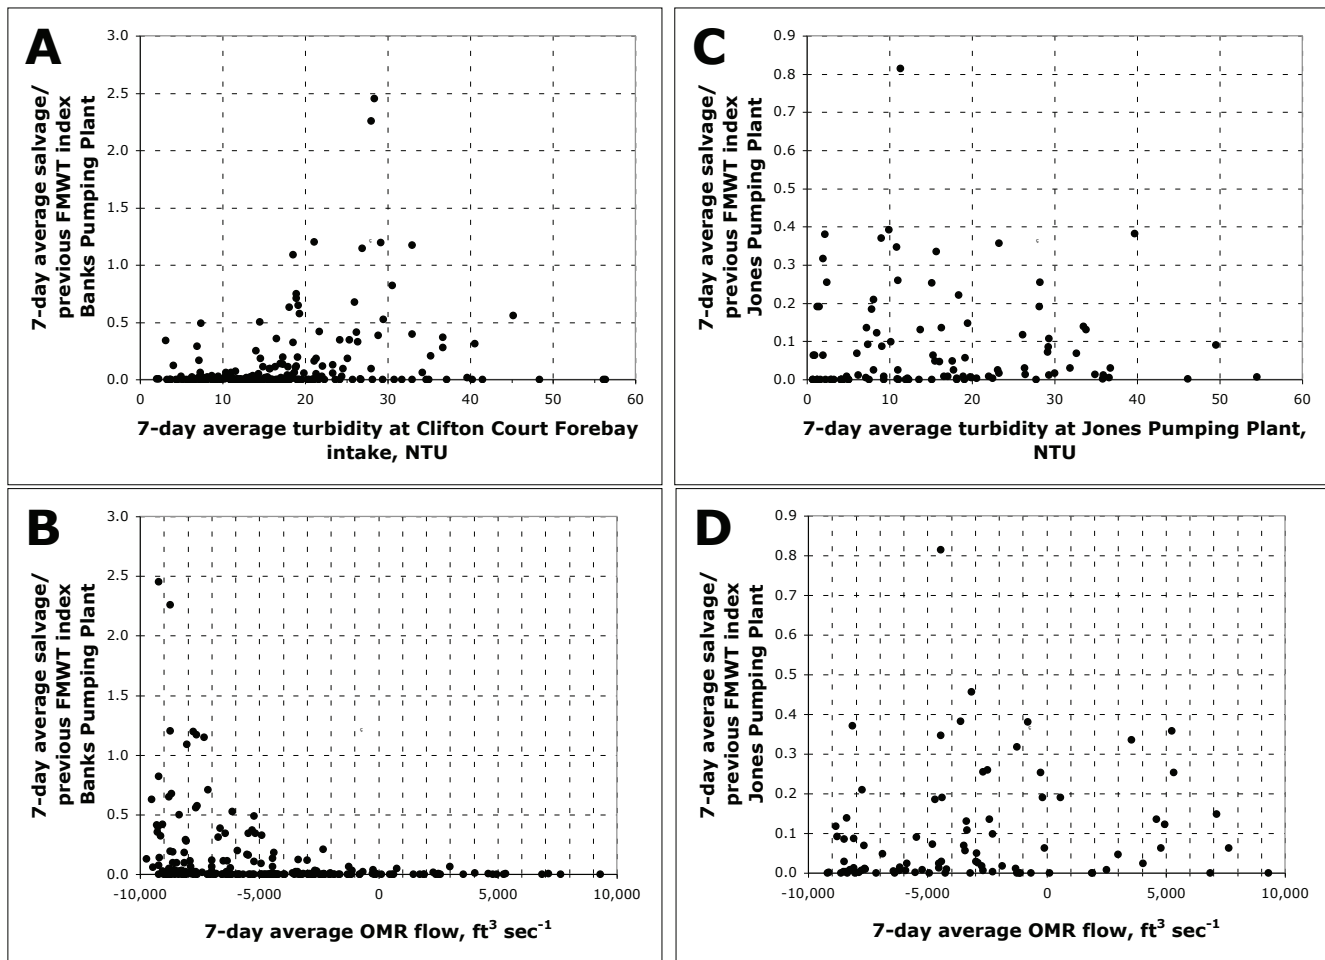 A
7-day average salvage/
previous FMWT index
Banks Pumping Plant
3.0
2.5
2.0
1.5
1.0
0.5
0.0
0 10 20 30 40 50 60
7-day average turbidity at Clifton Court Forebay
intake, NTU
C
7-day average salvage/
previous FMWT index
Jones Pumping Plant
0.9
0.8
0.7
0.6
0.5
0.4
0.3
0.2
0.1
0.0
0 10 20 30 40 50 60
7-day average turbidity at Jones Pumping Plant,
NTU
B
7-day average salvage/
previous FMWT index
Banks Pumping Plant
3.0
2.5
2.0
1.5
1.0
0.5
0.0
-10,000 -5,000 0 5,000 10,000
7-day average OMR flow, ft³ sec⁻¹
D
7-day average salvage/
previous FMWT index
Jones Pumping Plant
0.9
0.8
0.7
0.6
0.5
0.4
0.3
0.2
0.1
0.0
-10,000 -5,000 0 5,000 10,000
7-day average OMR flow, ft³ sec⁻¹